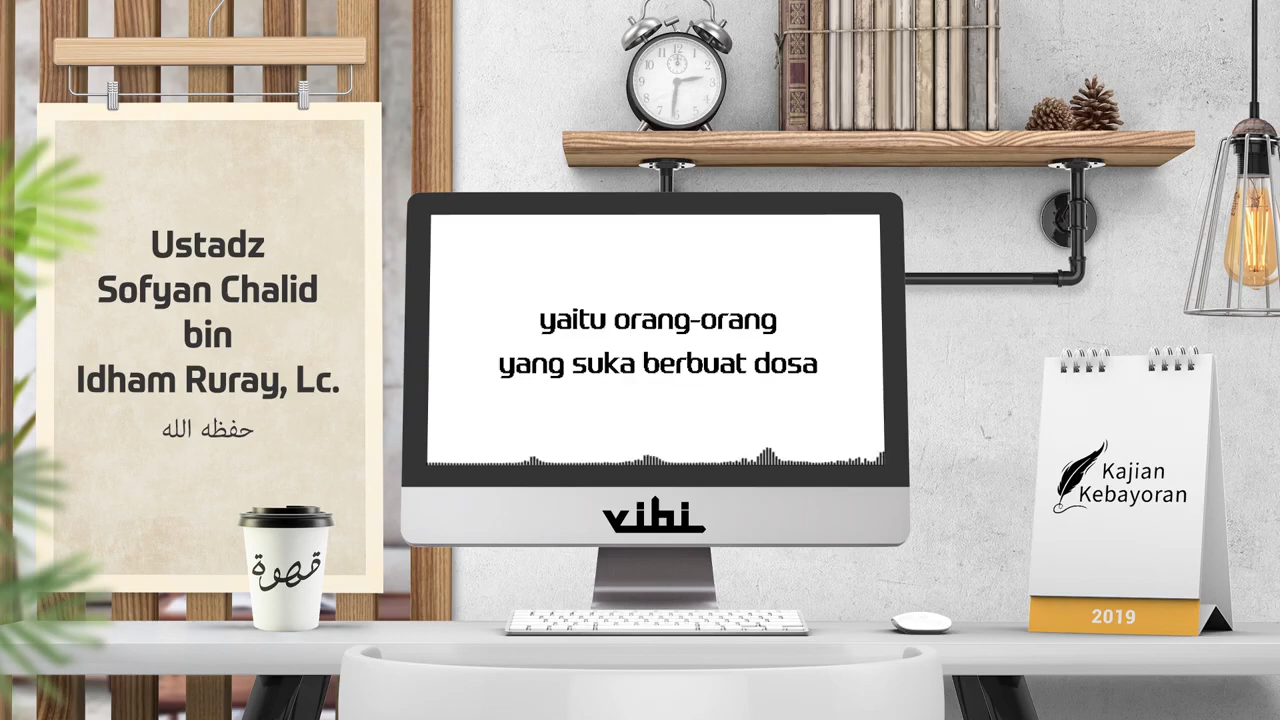 Ustadz
Sofyan Chalid
bin
Idham Ruray, Lc.
حفظه الله
قهوة
yaitu orang-orang
yang suka berbuat dosa
vihi
Kajian
Kebayoran
2019